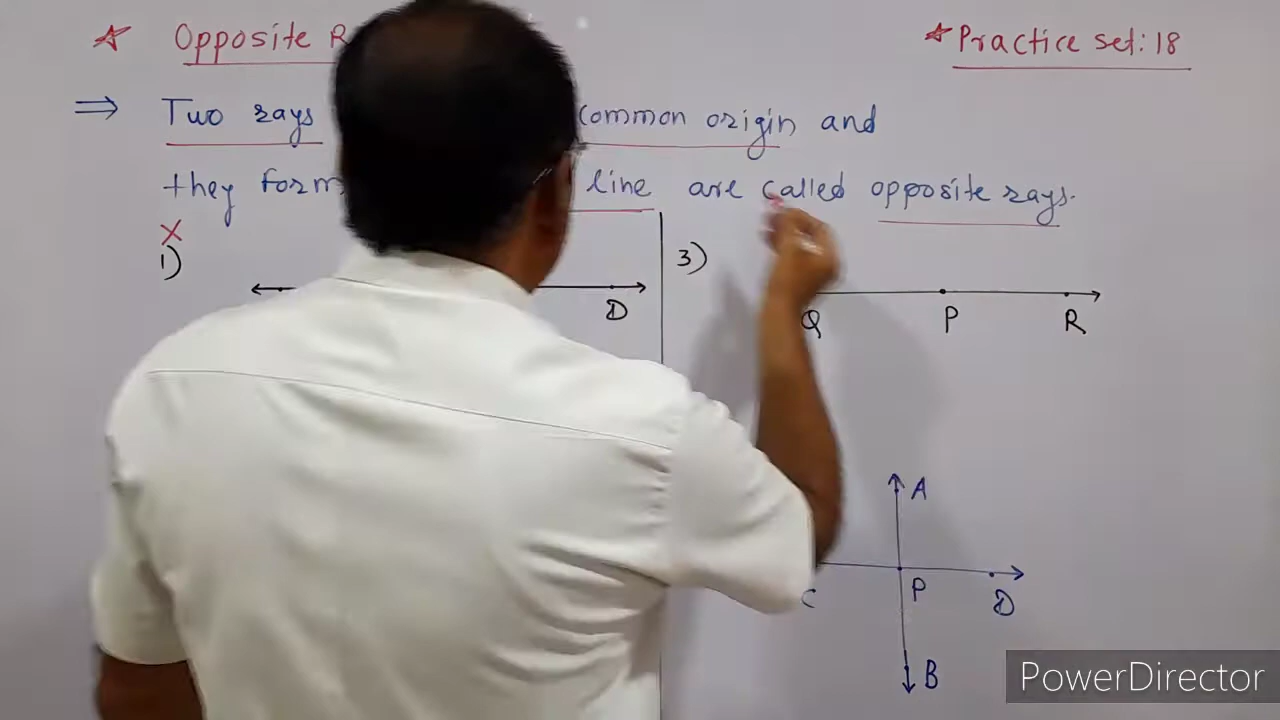 ☆ Opposite R ☆ Practice set: 18
⇒ Two rays common origin and
they form line are called opposite rays.
X
1) 3)
D Q P R
A
C P D
B
PowerDirector